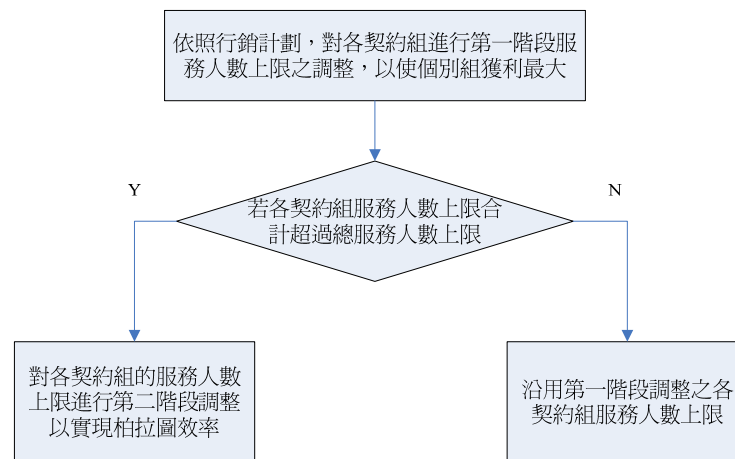 依照行銷計劃，對各契約組進行第一階段服
務人數上限之調整，以使個別組獲利最大
Y
N
若各契約組服務人數上限合
計超過總服務人數上限
對各契約組的服務人數
上限進行第二階段調整
以實現柏拉圖效率
沿用第一階段調整之各
契約組服務人數上限